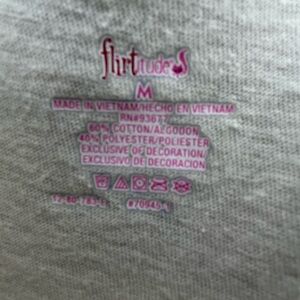 flirtitude
M
MADE IN VIETNAM/HECHO EN VIETNAM
RN#93677
60% COTTON/ALGODON
40% POLYESTER/POLIESTER
EXCLUSIVE OF DECORATION/
EXCLUSIVO DE DECORACION